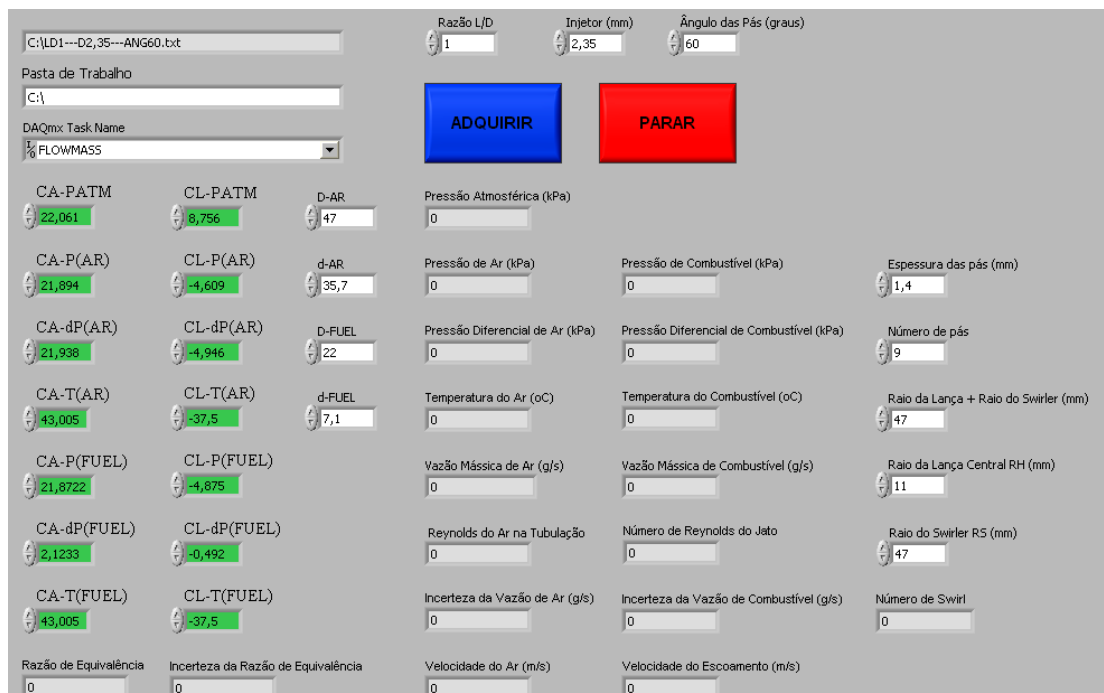 Razão L/D Injetor (mm) Ângulo das Pás (graus)
C:\LD1---D2,35---ANG60.txt 1 2,35 60
Pasta de Trabalho
C:\
ADQUIRIR PARAR
DAQmx Task Name
I/O FLOWMASS
CA-PATM CL-PATM D-AR Pressão Atmosférica (kPa)
22,061 8,756 47 0
CA-P(AR) CL-P(AR) d-AR Pressão de Ar (kPa) Pressão de Combustível (kPa) Espessura das pás (mm)
21,894 -4,609 35,7 0 0 1,4
CA-dP(AR) CL-dP(AR) D-FUEL Pressão Diferencial de Ar (kPa) Pressão Diferencial de Combustível (kPa) Número de pás
21,938 -4,946 22 0 0 9
CA-T(AR) CL-T(AR) d-FUEL Temperatura do Ar (oC) Temperatura do Combustível (oC) Raio da Lança + Raio do Swirler (mm)
43,005 -37,5 7,1 0 0 47
CA-P(FUEL) CL-P(FUEL) Vazão Mássica de Ar (g/s) Vazão Mássica de Combustível (g/s) Raio da Lança Central RH (mm)
21,8722 -4,875 0 0 11
CA-dP(FUEL) CL-dP(FUEL) Reynolds do Ar na Tubulação Número de Reynolds do Jato Raio do Swirler RS (mm)
2,1233 -0,492 0 0 47
CA-T(FUEL) CL-T(FUEL) Incerteza da Vazão de Ar (g/s) Incerteza da Vazão de Combustível (g/s) Número de Swirl
43,005 -37,5 0 0 0
Razão de Equivalência Incerteza da Razão de Equivalência Velocidade do Ar (m/s) Velocidade do Escoamento (m/s)
0 0 0 0